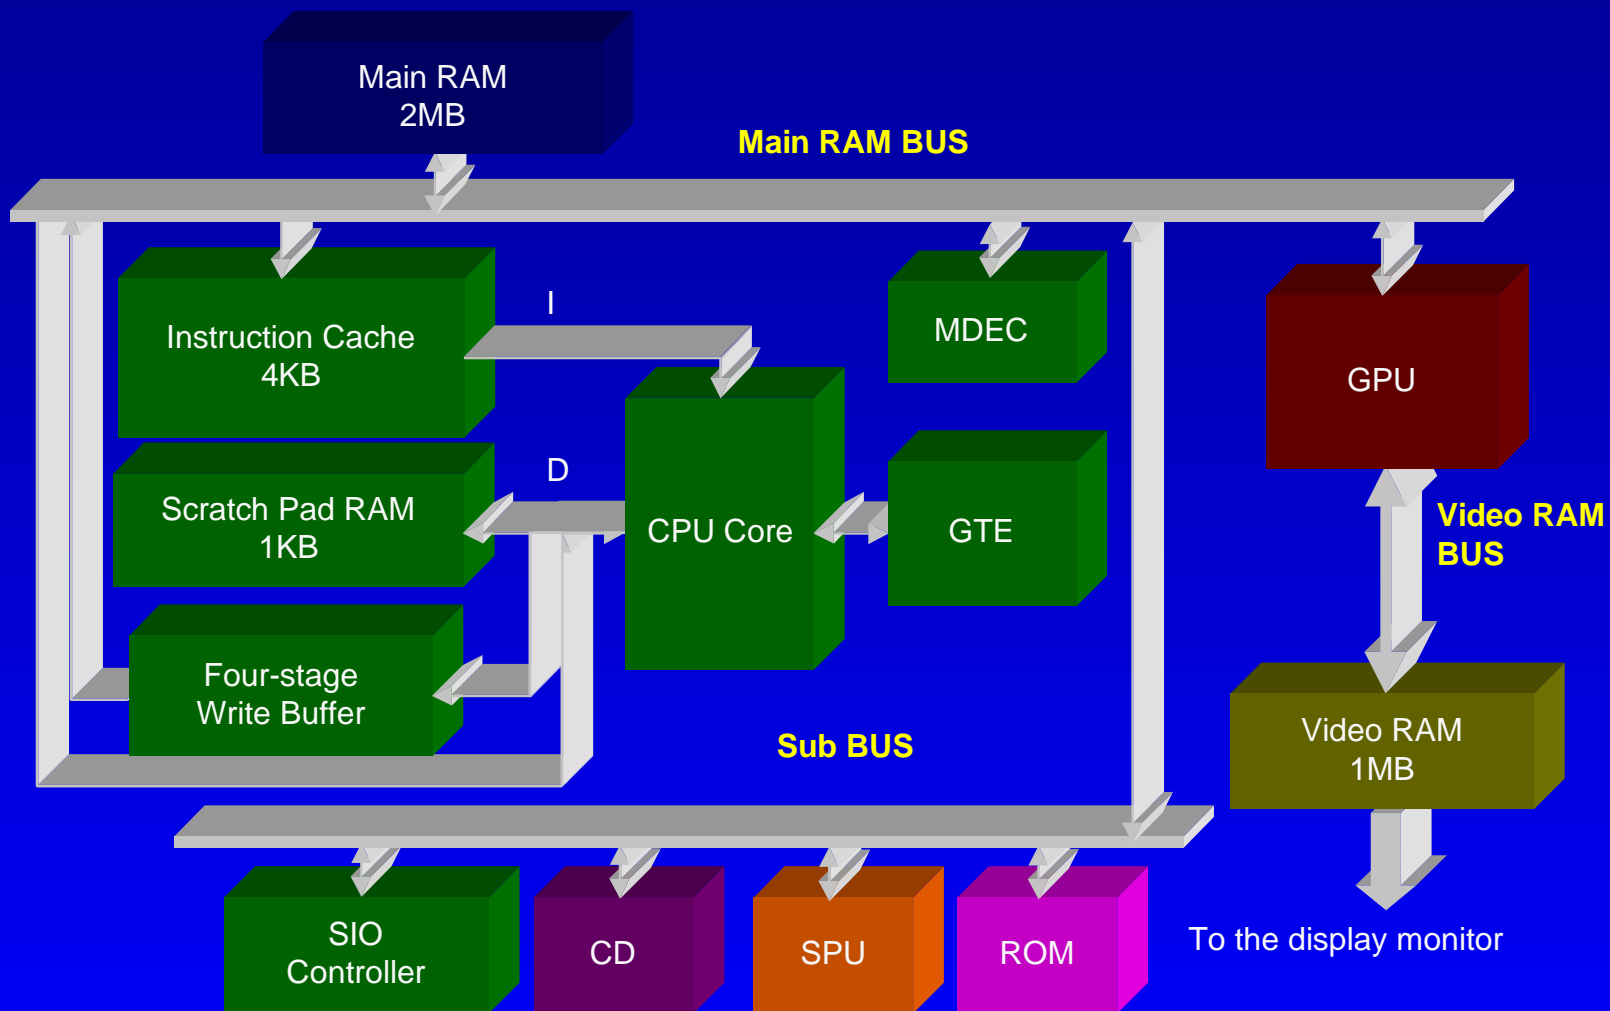 Main RAM
2MB
Main RAM BUS
Instruction Cache
4KB
I
MDEC
GPU
Scratch Pad RAM
1KB
D
CPU Core
GTE
Video RAM
BUS
Four-stage
Write Buffer
Sub BUS
Video RAM
1MB
SIO
Controller
CD
SPU
ROM
To the display monitor